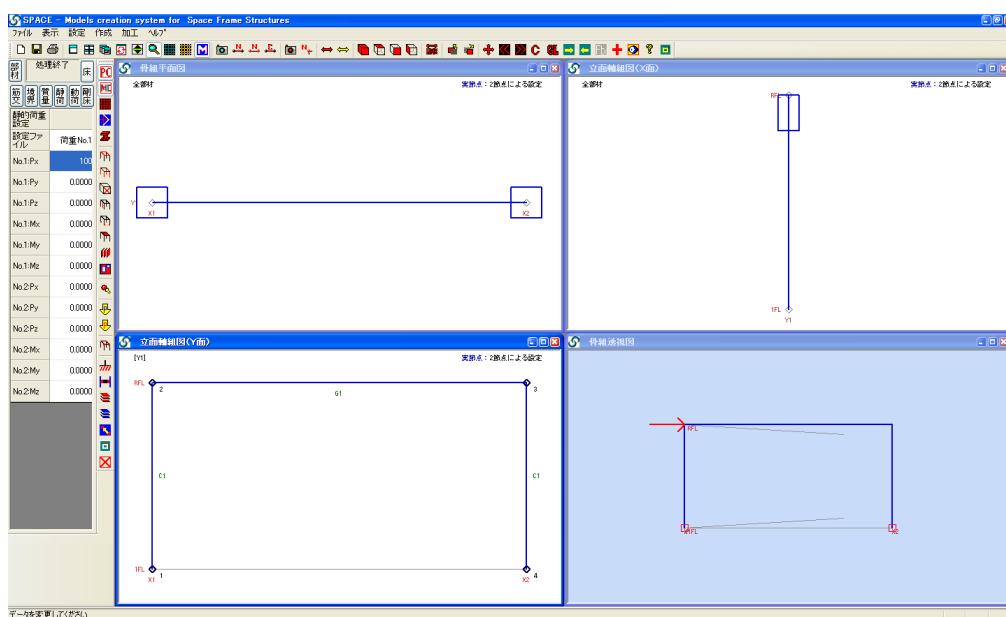 SPACE - Models creation system for Space Frame Structures
ファイル 表示 設定 作成 加工 ヘルプ
部材
処理終了
床
筋交
境界
質量
静荷
動荷
剛床
静的荷重設定
設定ファイル
荷重No.1
No.1:Px 100
No.1:Py 0.0000
No.1:Pz 0.0000
No.1:Mx 0.0000
No.1:My 0.0000
No.1:Mz 0.0000
No.2:Px 0.0000
No.2:Py 0.0000
No.2:Pz 0.0000
No.2:Mx 0.0000
No.2:My 0.0000
No.2:Mz 0.0000
PC
MC
骨組平面図
全部材
実節点：2節点による設定
Y
X1
X2
立面軸組図(X面)
全部材
実節点：2節点による設定
RFL
1FL
Y1
立面軸組図(Y面)
[Y1]
実節点：2節点による設定
RFL
2
G1
3
C1
C1
1FL
1
X1
X2
4
骨組透視図
RFL
1FL
X2
データを変更してください